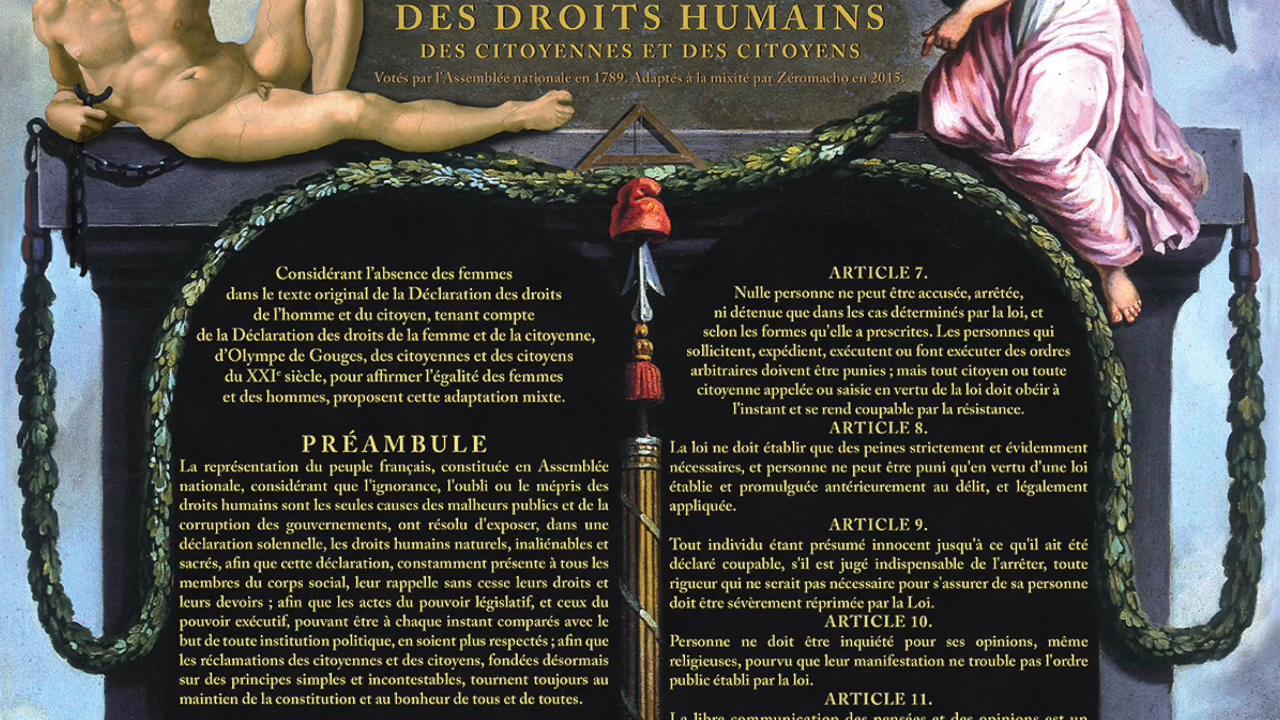 DES DROITS HUMAINS
DES CITOYENNES ET DES CITOYENS
Votés par l'Assemblée nationale en 1789. Adaptés à la mixité par Zéromacho en 2015.
Considérant l'absence des femmes
dans le texte original de la Déclaration des droits
de l'homme et du citoyen, tenant compte
de la Déclaration des droits de la femme et de la citoyenne,
d'Olympe de Gouges, des citoyennes et des citoyens
du XXIe siècle, pour affirmer l'égalité des femmes
et des hommes, proposent cette adaptation mixte.
PRÉAMBULE
La représentation du peuple français, constituée en Assemblée
nationale, considérant que l'ignorance, l'oubli ou le mépris des
droits humains sont les seules causes des malheurs publics et de la
corruption des gouvernements, ont résolu d'exposer, dans une
déclaration solennelle, les droits humains naturels, inaliénables et
sacrés, afin que cette déclaration, constamment présente à tous les
membres du corps social, leur rappelle sans cesse leurs droits et
leurs devoirs ; afin que les actes du pouvoir législatif, et ceux du
pouvoir exécutif, pouvant être à chaque instant comparés avec le
but de toute institution politique, en soient plus respectés ; afin que
les réclamations des citoyennes et des citoyens, fondées désormais
sur des principes simples et incontestables, tournent toujours au
maintien de la constitution et au bonheur de tous et de toutes.
ARTICLE 7.
Nulle personne ne peut être accusée, arrêtée,
ni détenue que dans les cas déterminés par la loi, et
selon les formes qu'elle a prescrites. Les personnes qui
sollicitent, expédient, exécutent ou font exécuter des ordres
arbitraires doivent être punies ; mais tout citoyen ou toute
citoyenne appelée ou saisie en vertu de la loi doit obéir à
l'instant et se rend coupable par la résistance.
ARTICLE 8.
La loi ne doit établir que des peines strictement et évidemment
nécessaires, et personne ne peut être puni qu'en vertu d'une loi
établie et promulguée antérieurement au délit, et légalement
appliquée.
ARTICLE 9.
Tout individu étant présumé innocent jusqu'à ce qu'il ait été
déclaré coupable, s'il est jugé indispensable de l'arrêter, toute
rigueur qui ne serait pas nécessaire pour s'assurer de sa personne
doit être sévèrement réprimée par la Loi.
ARTICLE 10.
Personne ne doit être inquiété pour ses opinions, même
religieuses, pourvu que leur manifestation ne trouble pas l'ordre
public établi par la loi.
ARTICLE 11.
La libre communication des pensées et des opinions est un